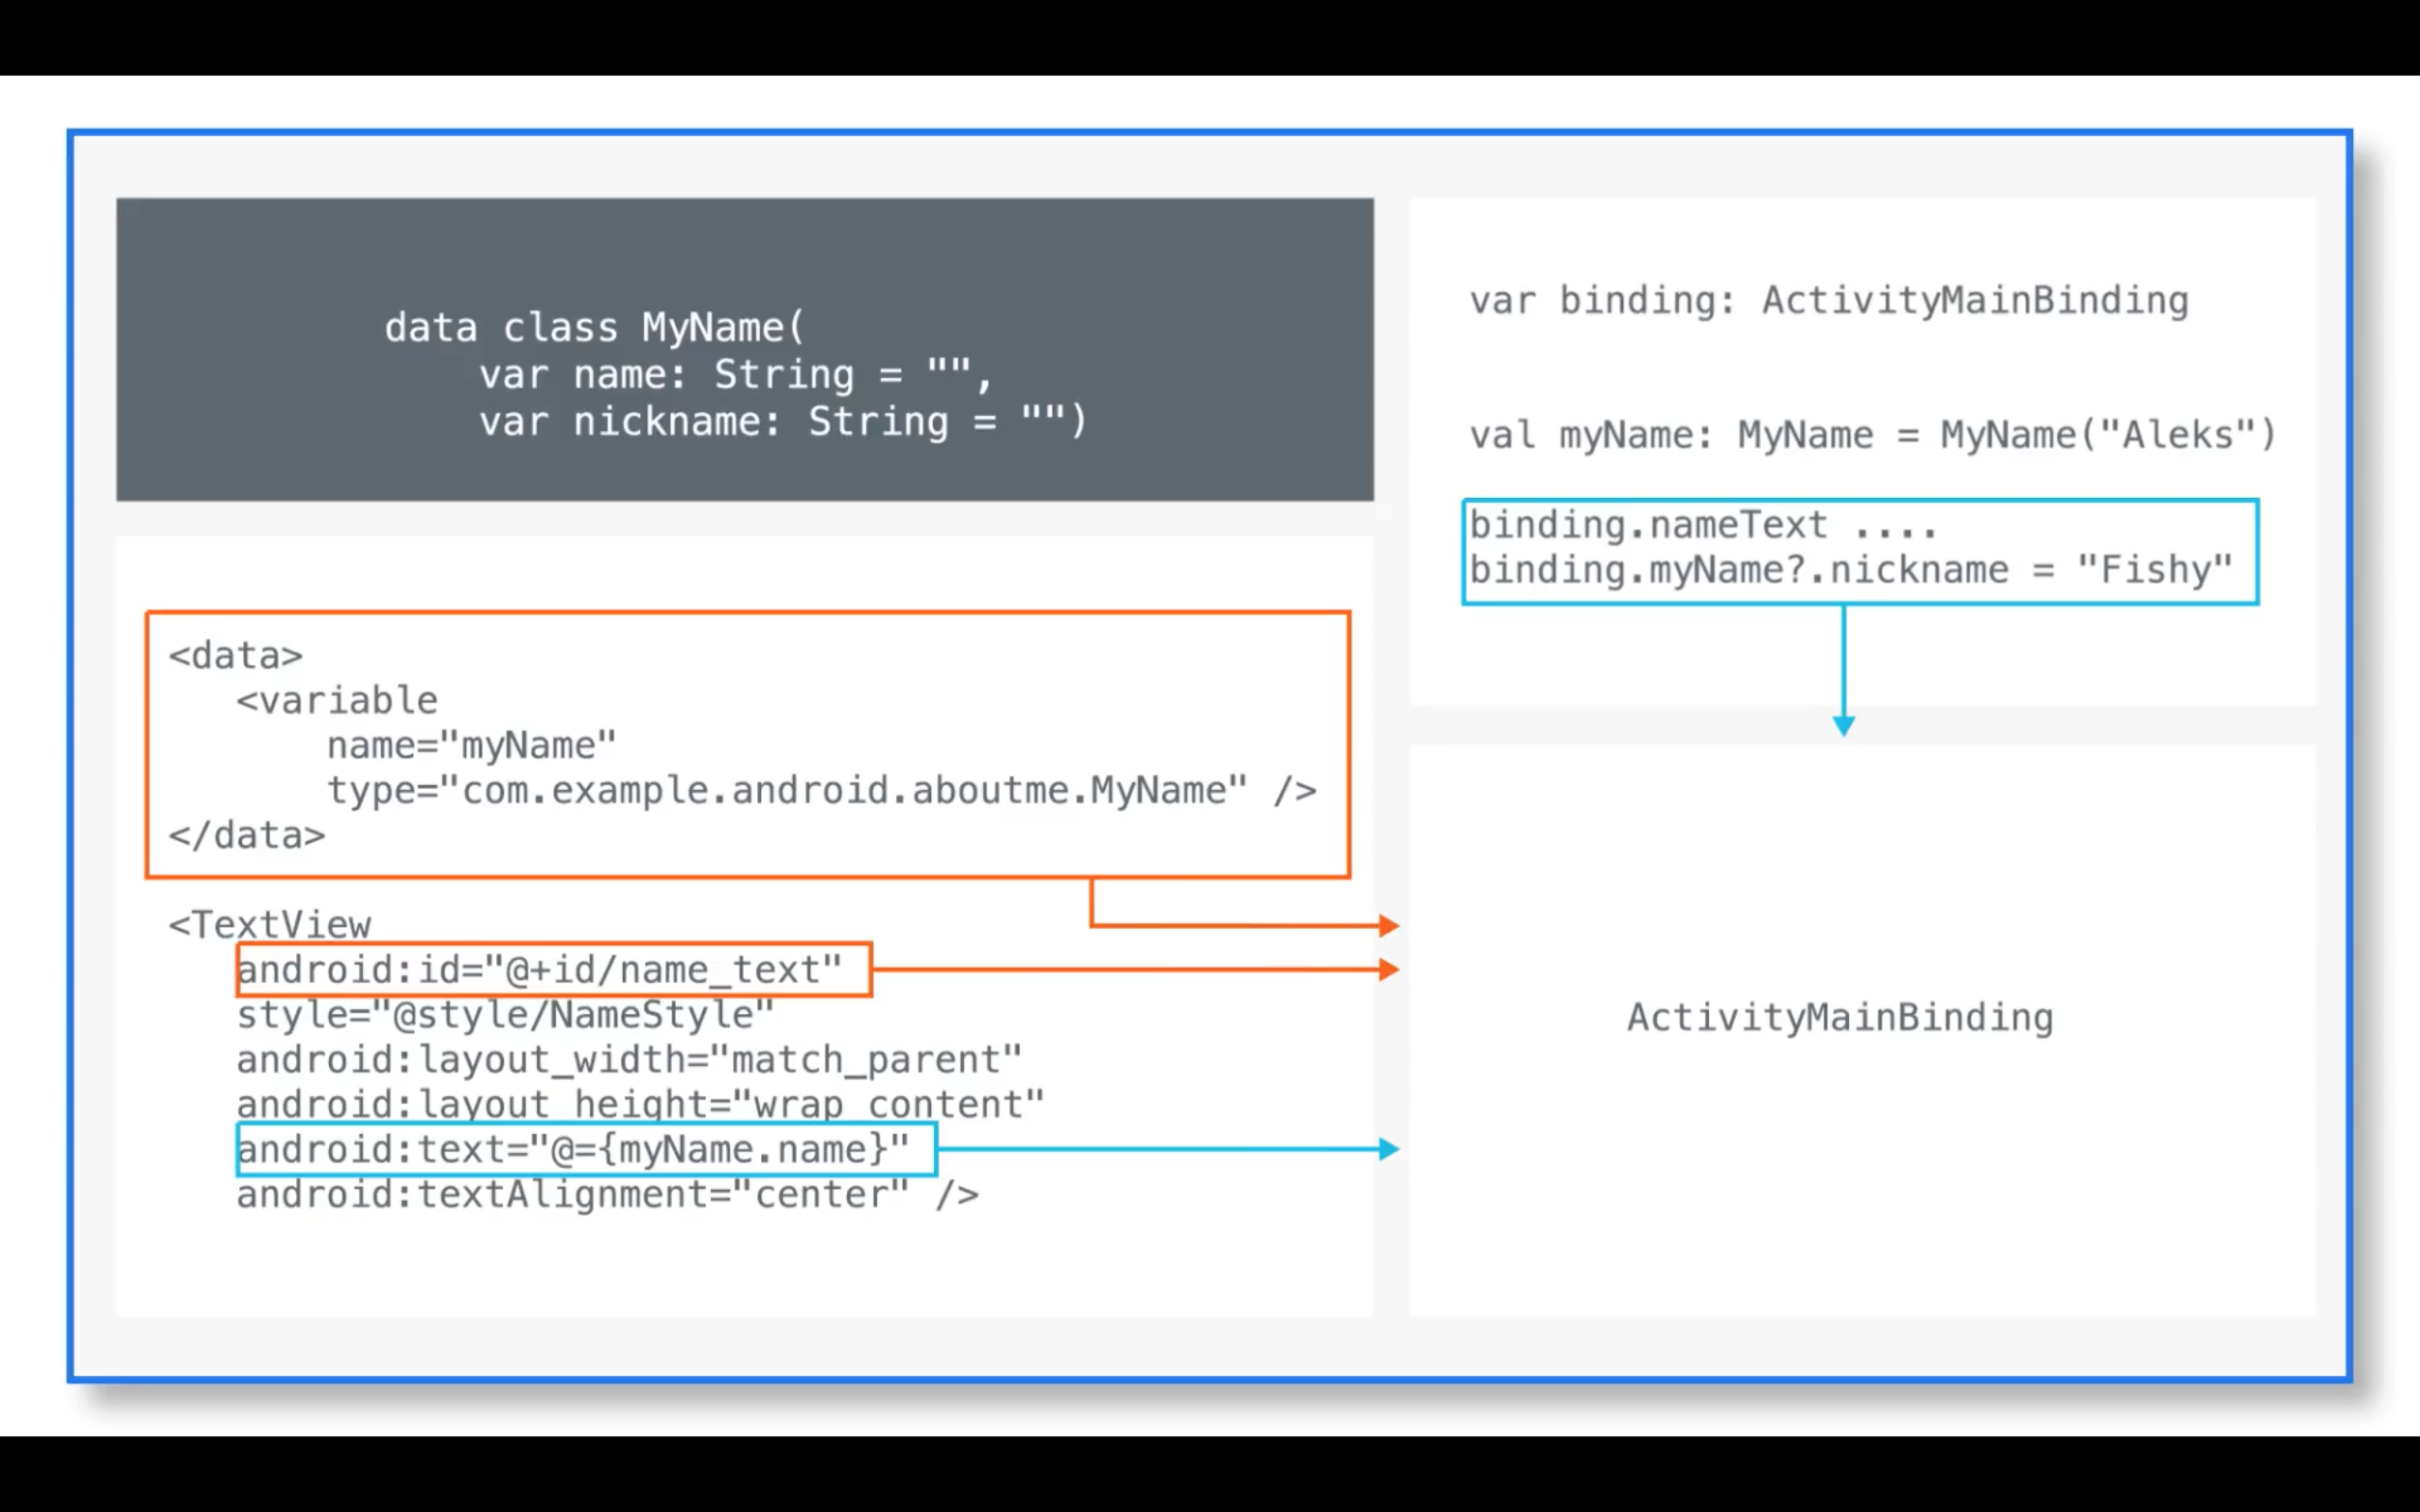 data class MyName(
var name: String = "",
var nickname: String = "")
<data>
<variable
name="myName"
type="com.example.android.aboutme.MyName" />
</data>
<TextView
android:id="@+id/name_text"
style="@style/NameStyle"
android:layout_width="match_parent"
android:layout_height="wrap_content"
android:text="@={myName.name}"
android:textAlignment="center" />
var binding: ActivityMainBinding
val myName: MyName = MyName("Aleks")
binding.nameText ....
binding.myName?.nickname = "Fishy"
ActivityMainBinding